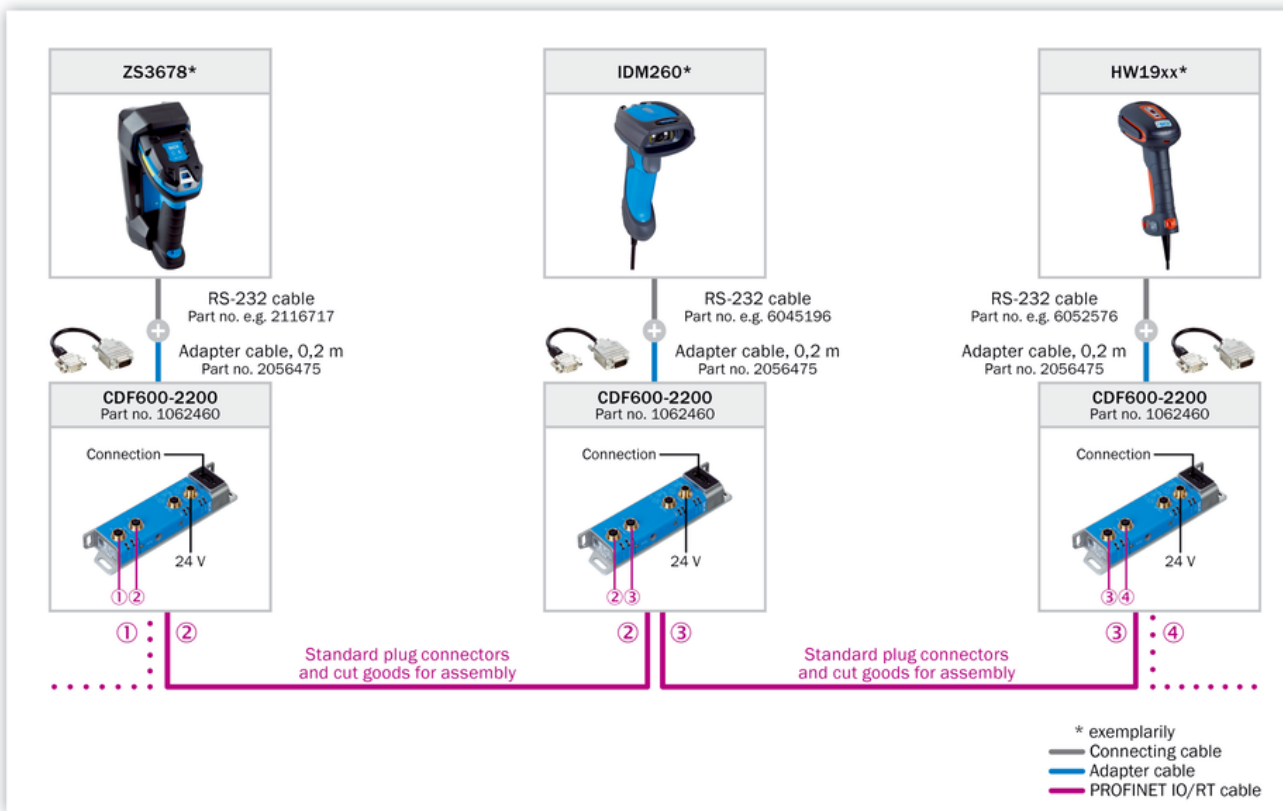 ZS3678*
IDM260*
HW19xx*
RS-232 cable
Part no. e.g. 2116717
Adapter cable, 0,2 m
Part no. 2056475
RS-232 cable
Part no. e.g. 6045196
Adapter cable, 0,2 m
Part no. 2056475
RS-232 cable
Part no. e.g. 6052576
Adapter cable, 0,2 m
Part no. 2056475
CDF600-2200
Part no. 1062460
Connection
24 V
①②
CDF600-2200
Part no. 1062460
Connection
24 V
②③
CDF600-2200
Part no. 1062460
Connection
24 V
③④
① ②
Standard plug connectors
and cut goods for assembly
② ③
Standard plug connectors
and cut goods for assembly
③ ④
* exemplarily
Connecting cable
Adapter cable
PROFINET IO/RT cable